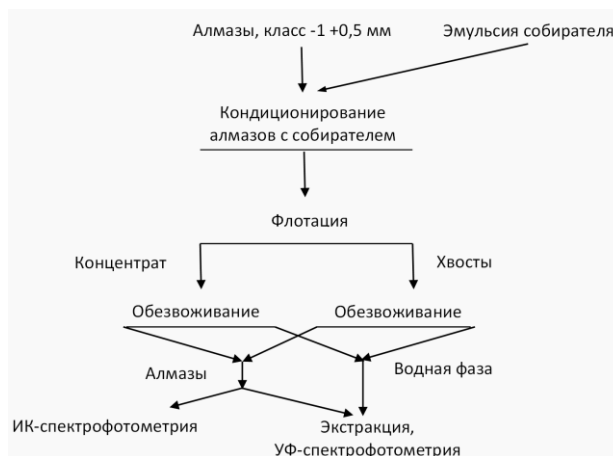 Алмазы, класс -1 +0,5 мм
Эмульсия собирателя
Кондиционирование
алмазов с собирателем
Флотация
Концентрат
Хвосты
Обезвоживание
Обезвоживание
Алмазы
Водная фаза
ИК-спектрофотометрия
Экстракция,
УФ-спектрофотометрия